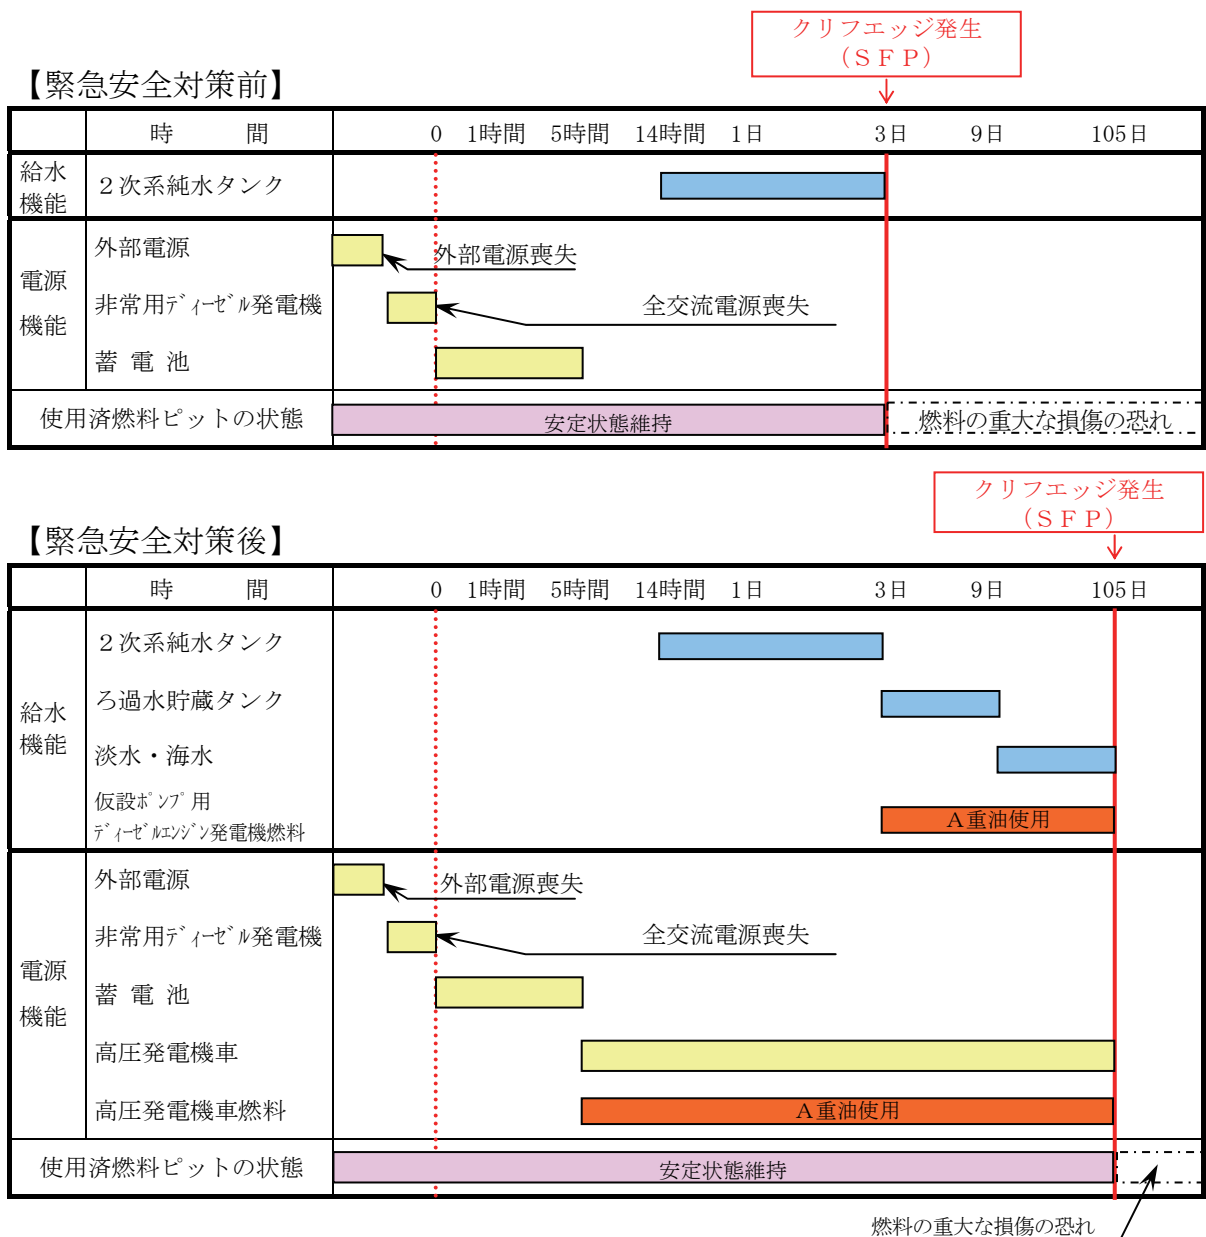 クリフエッジ発生
（ＳＦＰ）
【緊急安全対策前】
時　　　間　0　1時間　5時間　14時間　1日　3日　9日　105日
給水
機能
２次系純水タンク
電源
機能
外部電源
外部電源喪失
非常用ディーゼル発電機
全交流電源喪失
蓄 電 池
使用済燃料ピットの状態
安定状態維持
燃料の重大な損傷の恐れ
クリフエッジ発生
（ＳＦＰ）
【緊急安全対策後】
時　　　間　0　1時間　5時間　14時間　1日　3日　9日　105日
給水
機能
２次系純水タンク
ろ過水貯蔵タンク
淡水・海水
仮設ポンプ用
ディーゼルエンジン発電機燃料
Ａ重油使用
電源
機能
外部電源
外部電源喪失
非常用ディーゼル発電機
全交流電源喪失
蓄 電 池
高圧発電機車
高圧発電機車燃料
Ａ重油使用
使用済燃料ピットの状態
安定状態維持
燃料の重大な損傷の恐れ